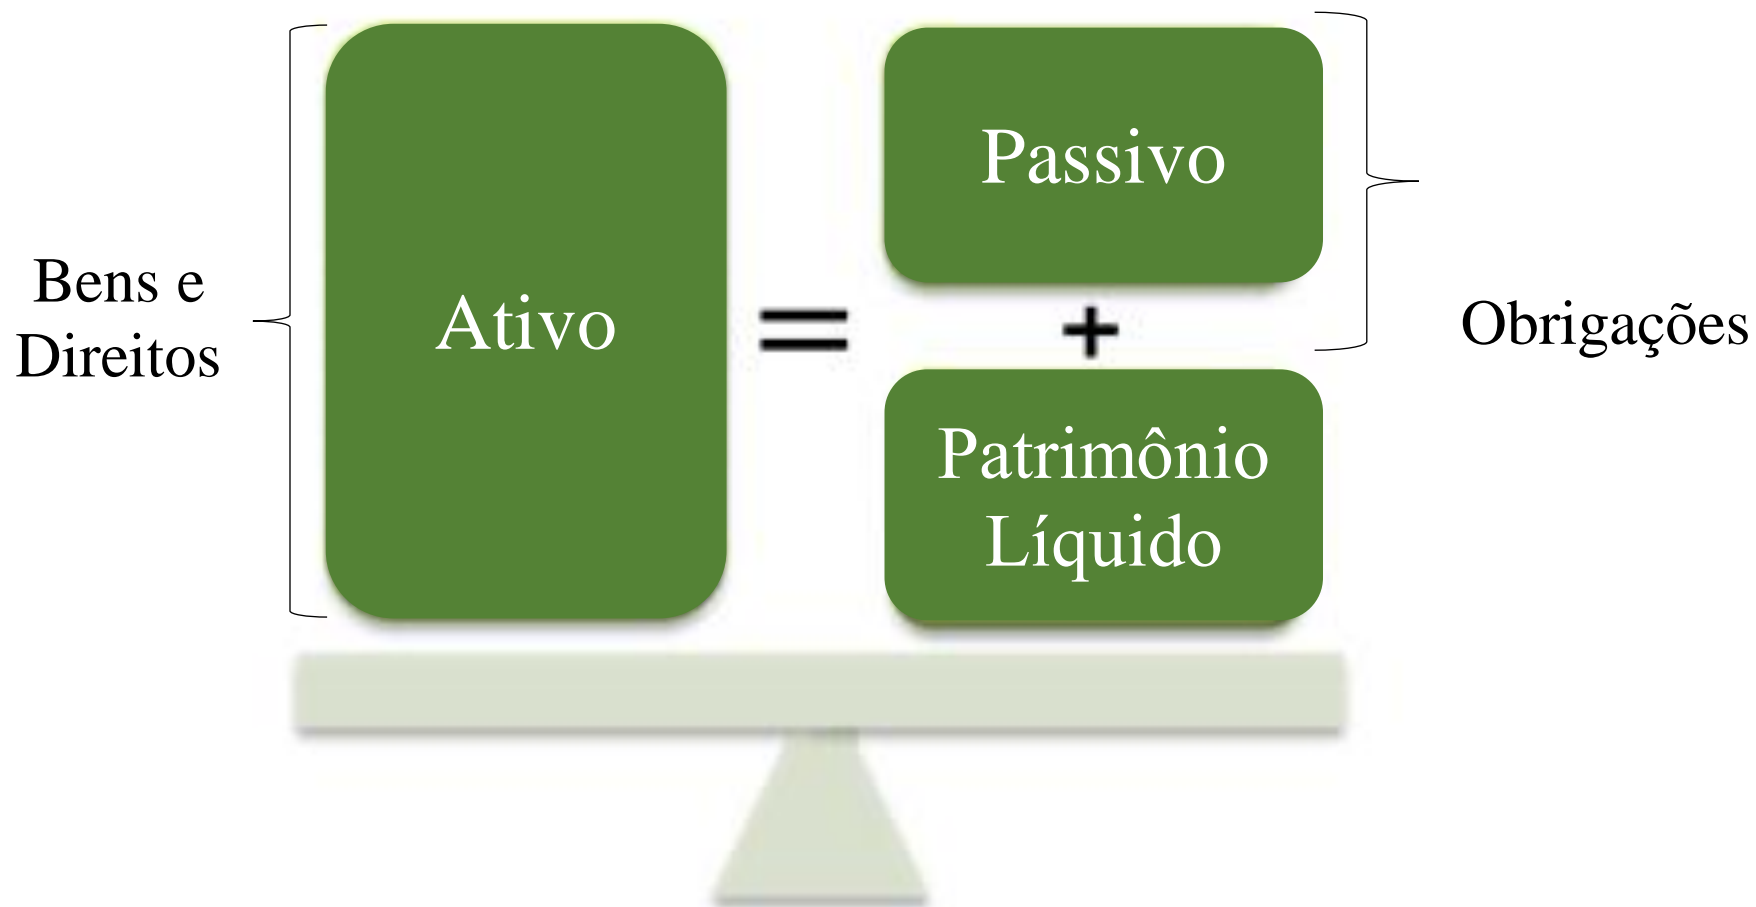 Bens e
Direitos
Ativo
=
Passivo
+
Patrimônio
Líquido
Obrigações